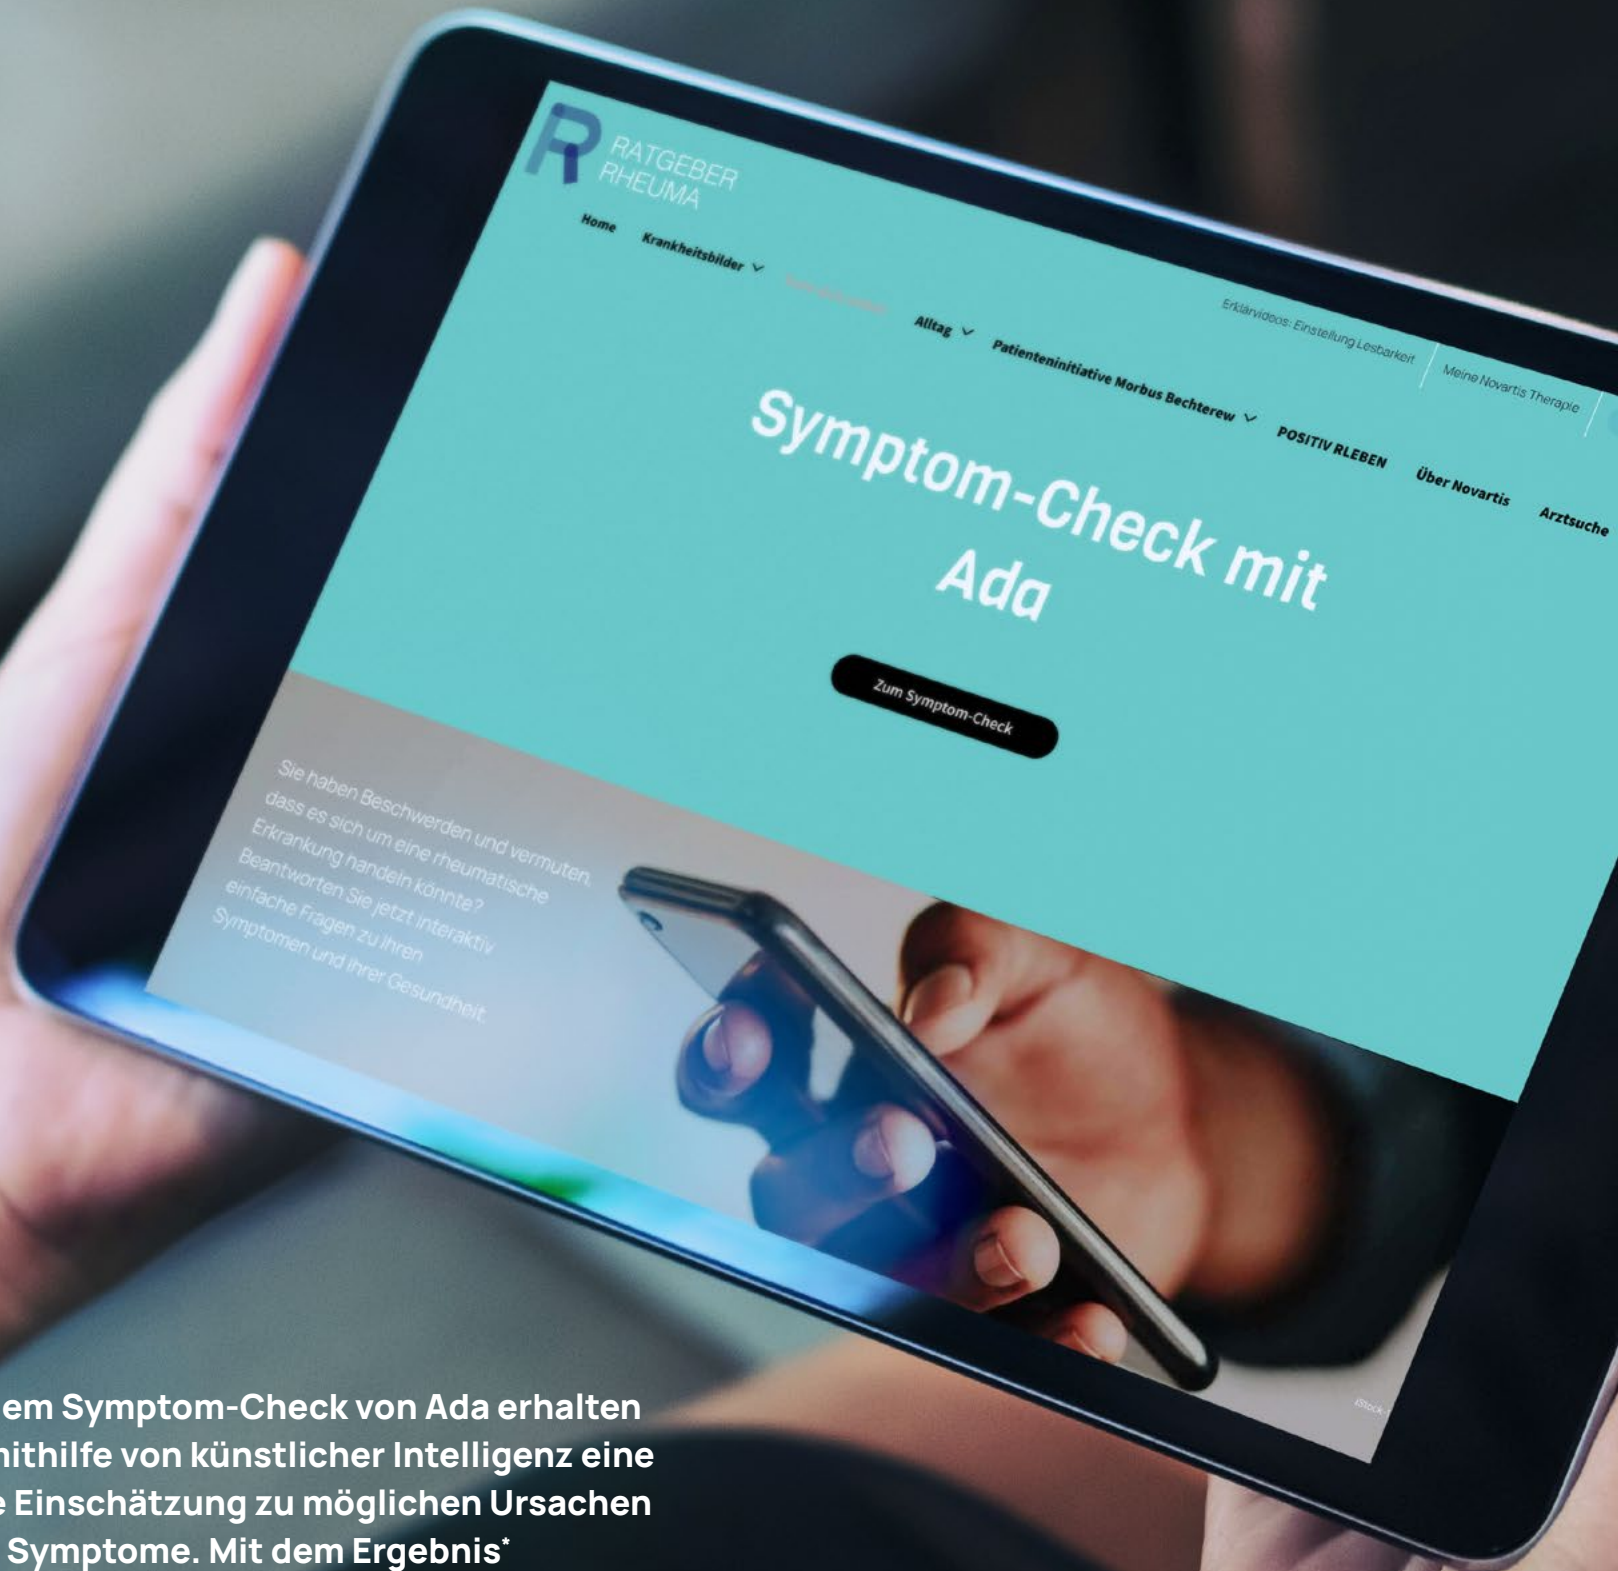 RATGEBER
RHEUMA
Erklärvideos: Einstellung Lesbarkeit
Meine Novartis Therapie
Home
Krankheitsbilder
Alltag
Patienteninitiative Morbus Bechterew
POSITIV RLEBEN
Über Novartis
Arztsuche
Symptom-Check mit
Ada
Zum Symptom-Check
Sie haben Beschwerden und vermuten,
dass es sich um eine rheumatische
Erkrankung handeln könnte?
Beantworten Sie jetzt interaktiv
einfache Fragen zu Ihren
Symptomen und Ihrer Gesundheit.
iStock
em Symptom-Check von Ada erhalten
mithilfe von künstlicher Intelligenz eine
e Einschätzung zu möglichen Ursachen
Symptome. Mit dem Ergebnis*